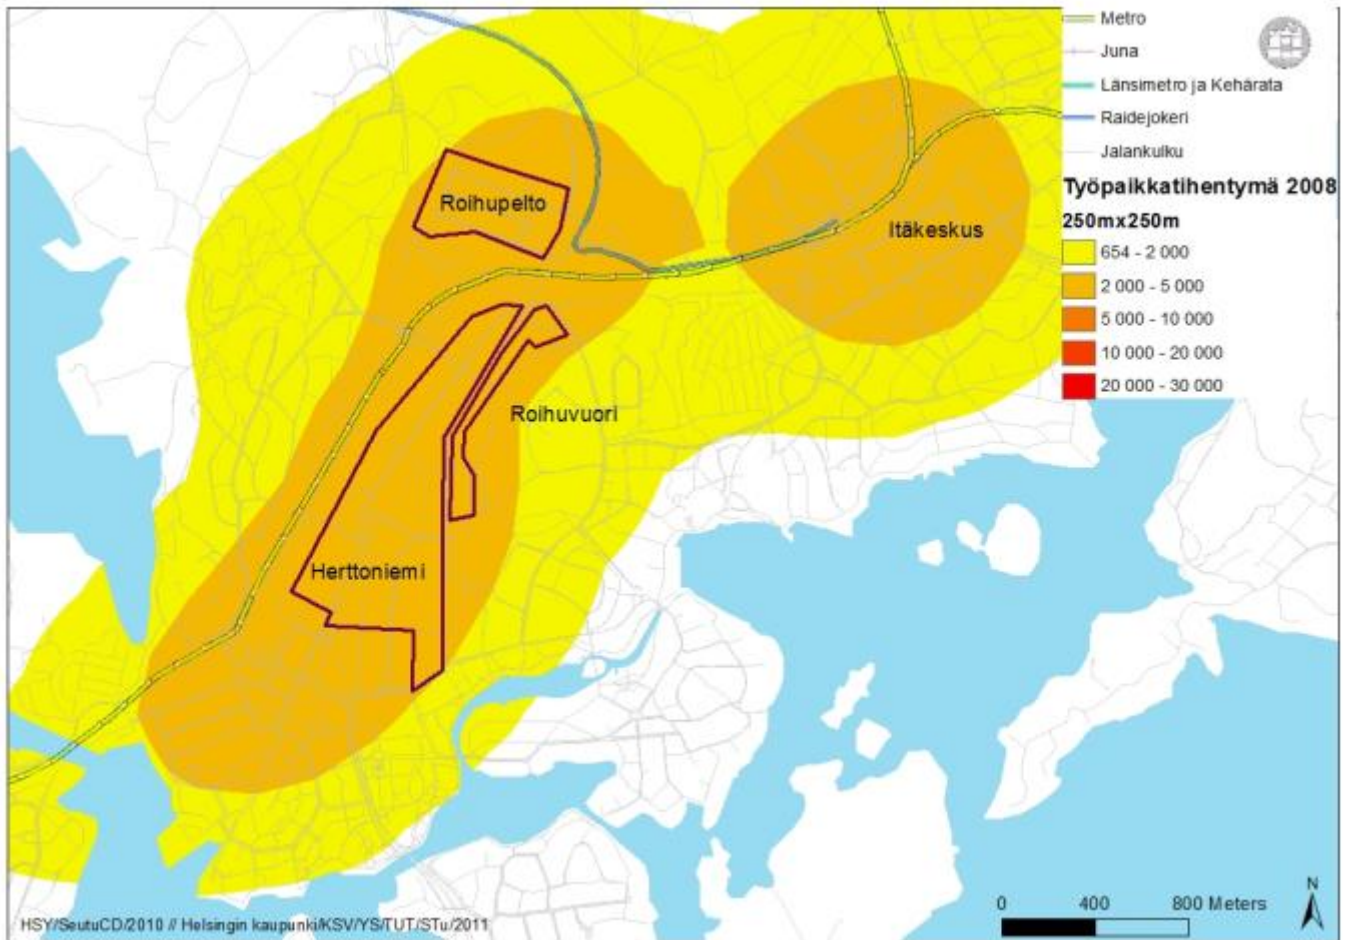 Metro
Juna
Länsimetro ja Kehärata
Raidejokeri
Jalankulku
Työpaikkatihentymä 2008
250mx250m
654 - 2 000
2 000 - 5 000
5 000 - 10 000
10 000 - 20 000
20 000 - 30 000
Roihupelto
Itäkeskus
Roihuvuori
Herttoniemi
HSY/SeutuCD/2010 // Helsingin kaupunki/KSV/YS/TUT/STu/2011
0 400 800 Meters
N